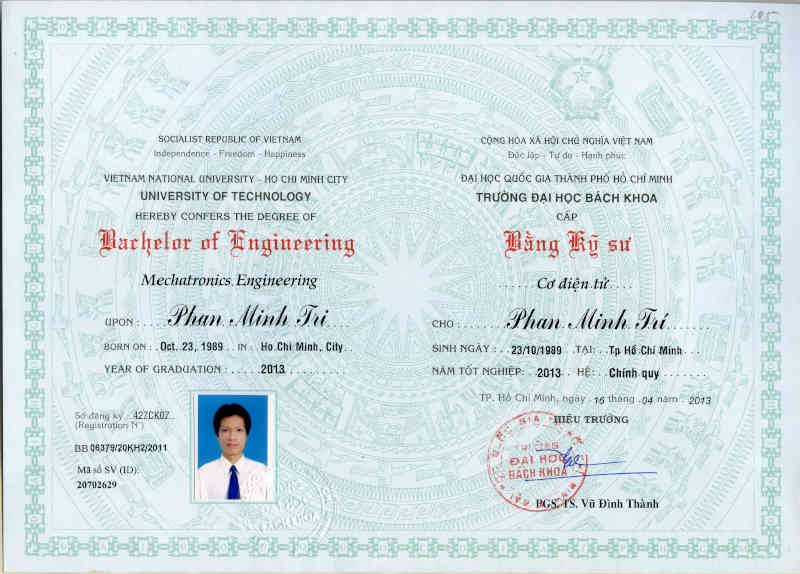 105
SOCIALIST REPUBLIC OF VIETNAM
Independence - Freedom - Happiness
VIETNAM NATIONAL UNIVERSITY - HO CHI MINH CITY
UNIVERSITY OF TECHNOLOGY
HEREBY CONFERS THE DEGREE OF
Bachelor of Engineering
Mechatronics Engineering
UPON: Phan Minh Tri
BORN ON: Oct. 23, 1989 IN Ho Chi Minh City
YEAR OF GRADUATION: 2013
Số đăng ký 427CK07
(Registration N°)
BB 06379/20KH2/2011
Mã số SV (ID):
20702629
CỘNG HÒA XÃ HỘI CHỦ NGHĨA VIỆT NAM
Độc lập - Tự do - Hạnh phúc
ĐẠI HỌC QUỐC GIA THÀNH PHỐ HỒ CHÍ MINH
TRƯỜNG ĐẠI HỌC BÁCH KHOA
CẤP
Bằng Kỹ sư
Cơ điện tử
CHO: Phan Minh Trí
SINH NGÀY: 23/10/1989 TẠI: Tp Hồ Chí Minh
NĂM TỐT NGHIỆP: 2013 HỆ: Chính quy
TP. Hồ Chí Minh, ngày 16 tháng 04 năm 2013
HIỆU TRƯỞNG
TRƯỜNG
ĐẠI HỌC
BÁCH KHOA
PGS. TS. Vũ Đình Thành